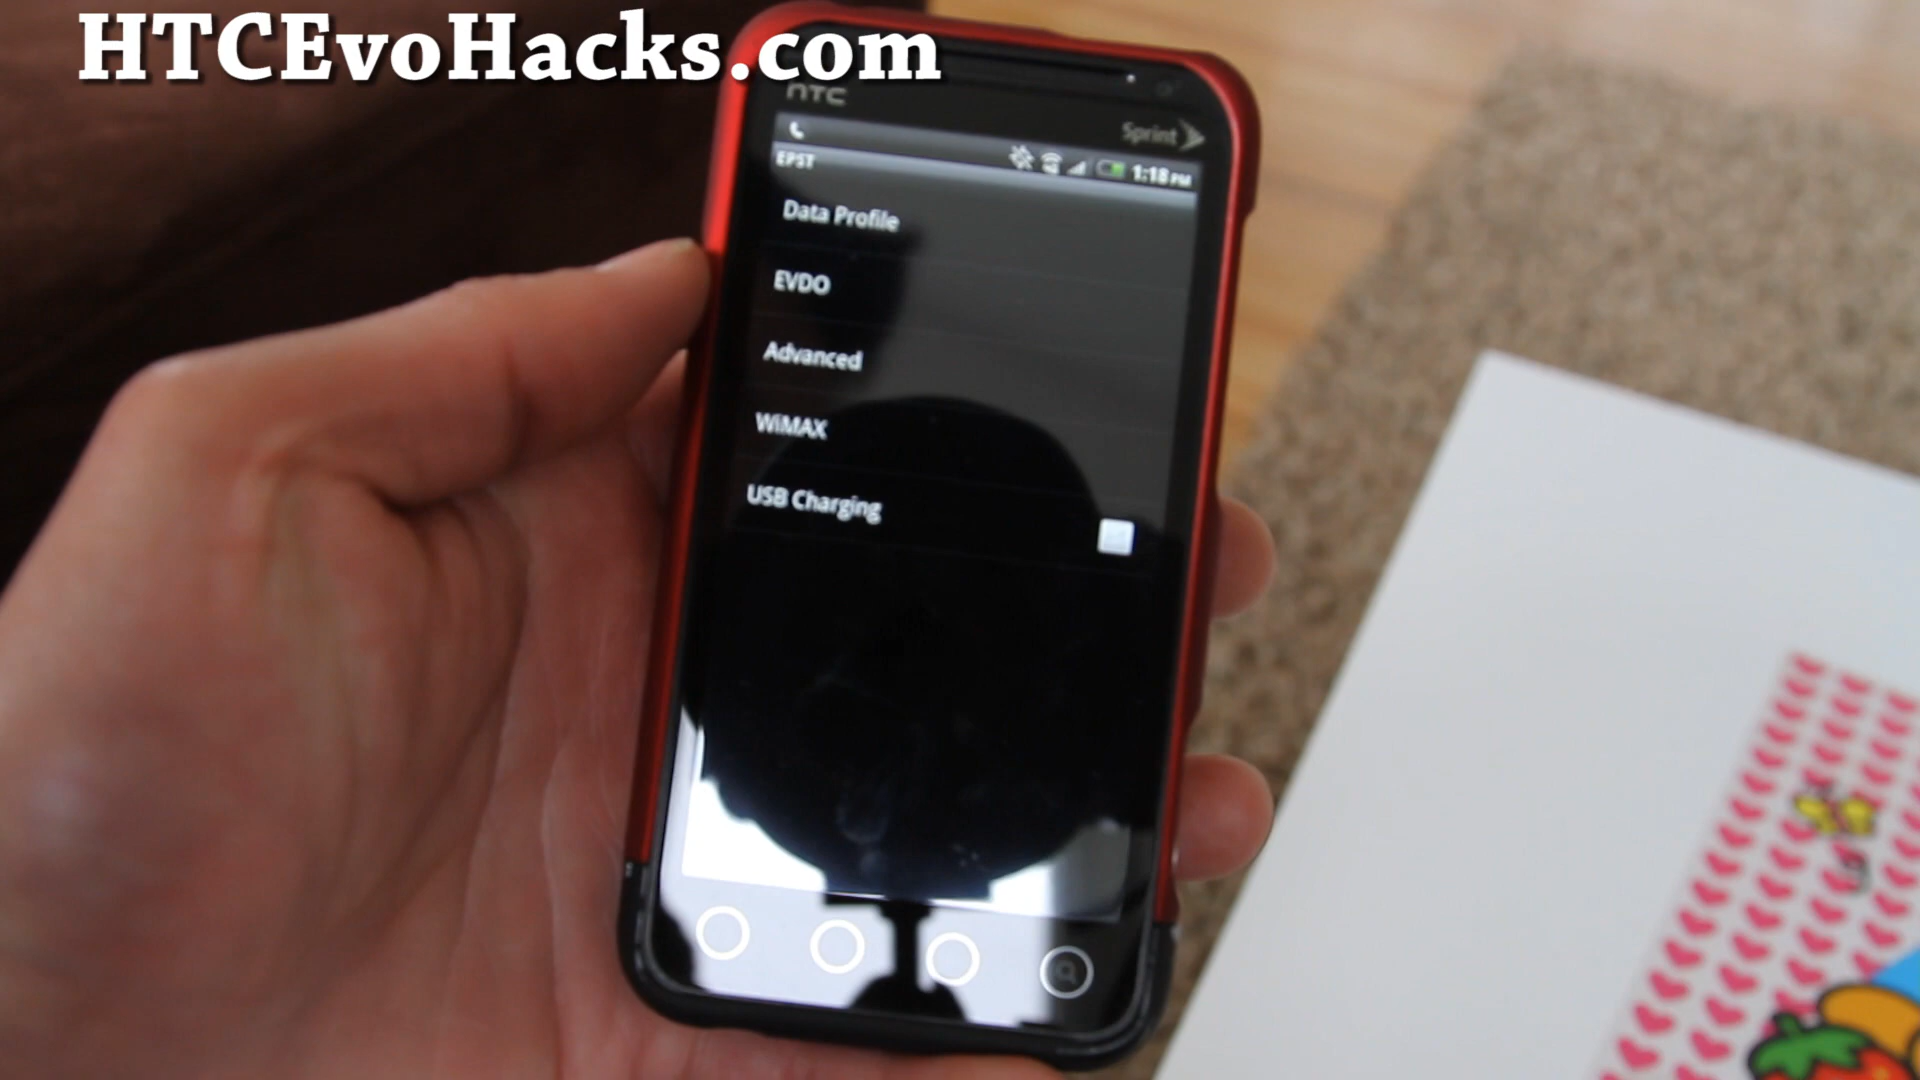 HTCEvoHacks.com
hTC
Sprint
EPST
1:18 PM
Data Profile
EVDO
Advanced
WiMAX
USB Charging